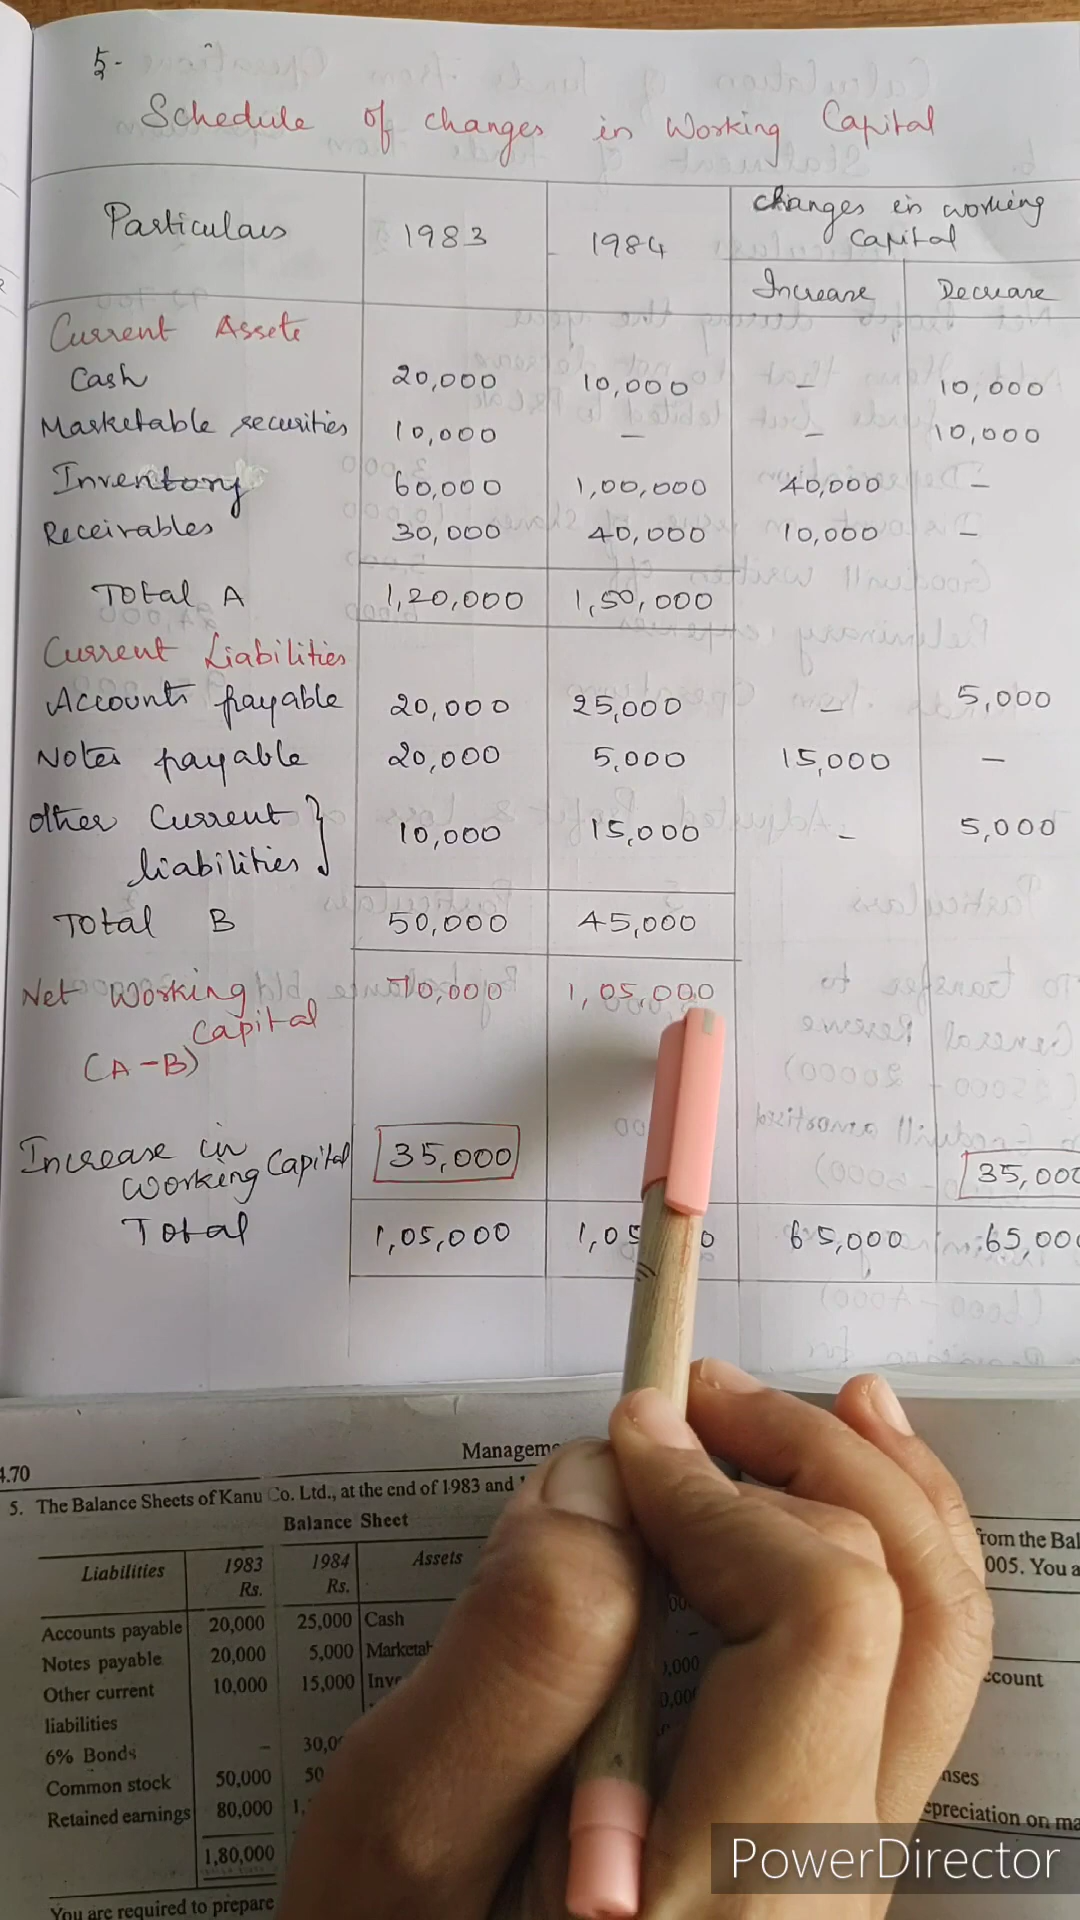 5-
Schedule of changes in Working Capital
Particulars 1983 1984 changes in working Capital
Increase Decrease
Current Assets
Cash 20,000 10,000 – 10,000
Marketable securities 10,000 – – 10,000
Inventory 60,000 1,00,000 40,000 –
Receivables 30,000 40,000 10,000 –
Total A 1,20,000 1,50,000
Current Liabilities
Accounts payable 20,000 25,000 – 5,000
Notes payable 20,000 5,000 15,000 –
Other Current
liabilities } 10,000 15,000 – 5,000
Total B 50,000 45,000
Net Working 70,000 1,05,000
Capital
(A-B)
Increase in
Working Capital 35,000 35,000
Total 1,05,000 65,000 65,000
4.70
5. The Balance Sheets of Kanu Co. Ltd., at the end of 1983 and
Balance Sheet
Liabilities 1983 1984 Assets
Rs. Rs.
Accounts payable 20,000 25,000 Cash
Notes payable 20,000 5,000
Other current 10,000 15,000
liabilities
6% Bonds –
Common stock 50,000
Retained earnings 80,000
1,80,000
You are required to prepare
from the
005. You
PowerDirector